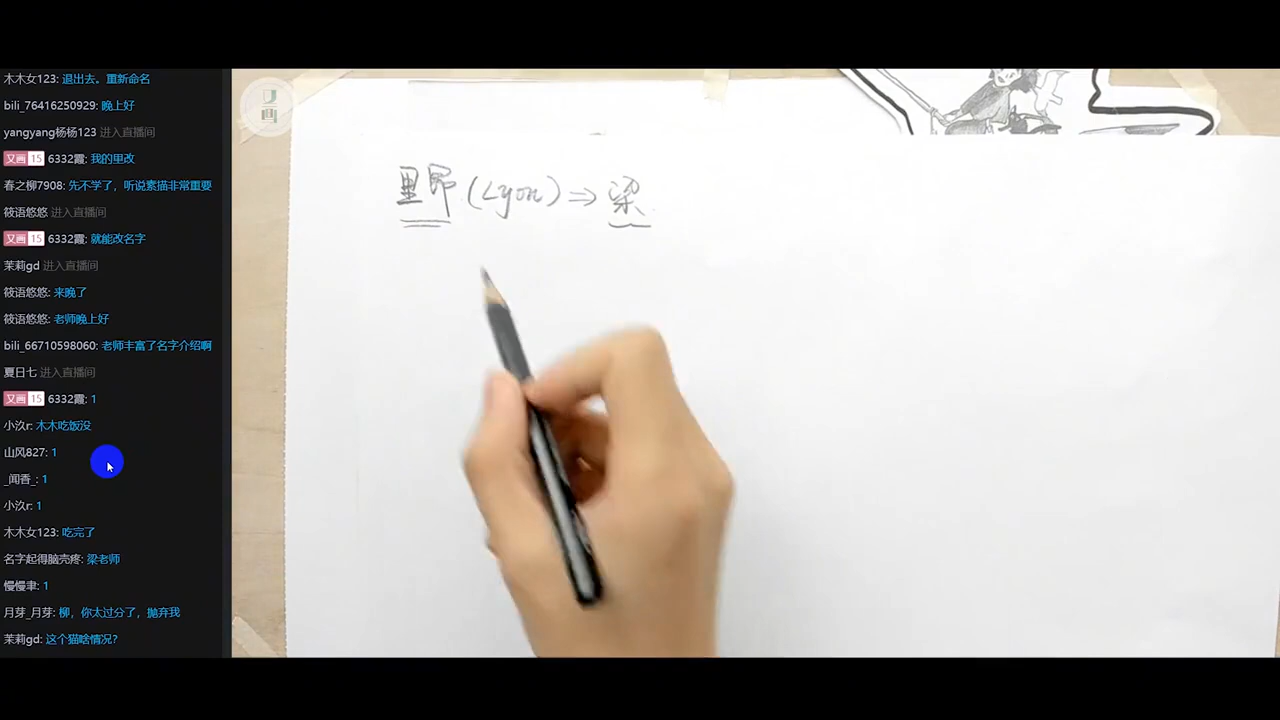 木木女123: 退出去。重新命名
bili_76416250929: 晚上好
yangyang杨杨123 进入直播间
又画 15 6332霞: 我的里改
春之柳7908: 先不学了，听说素描非常重要
筱语悠悠 进入直播间
又画 15 6332霞: 就能改名字
茉莉gd 进入直播间
筱语悠悠: 来晚了
筱语悠悠: 老师晚上好
bili_66710598060: 老师丰富了名字介绍啊
夏日七 进入直播间
又画 15 6332霞: 1
小汣r: 木木吃饭没
山风827: 1
_闻香_: 1
小汣r: 1
木木女123: 吃完了
名字起得脑壳疼: 梁老师
慢慢聿: 1
月芽_月芽: 柳，你太过分了，抛弃我
茉莉gd: 这个猫啥情况?
又画
里昂 (Lyon) ⇒ 梁